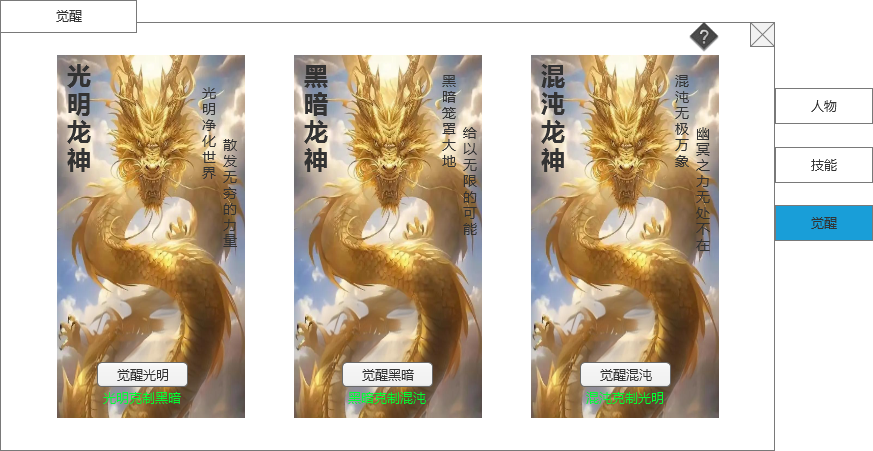 觉醒
?
光明龙神
光明净化世界
散发无穷的力量
觉醒光明
光明克制黑暗
黑暗龙神
黑暗笼罩大地
给以无限的可能
觉醒黑暗
黑暗克制混沌
混沌龙神
混沌无极万象
幽冥之力无处不在
觉醒混沌
混沌克制光明
人物
技能
觉醒